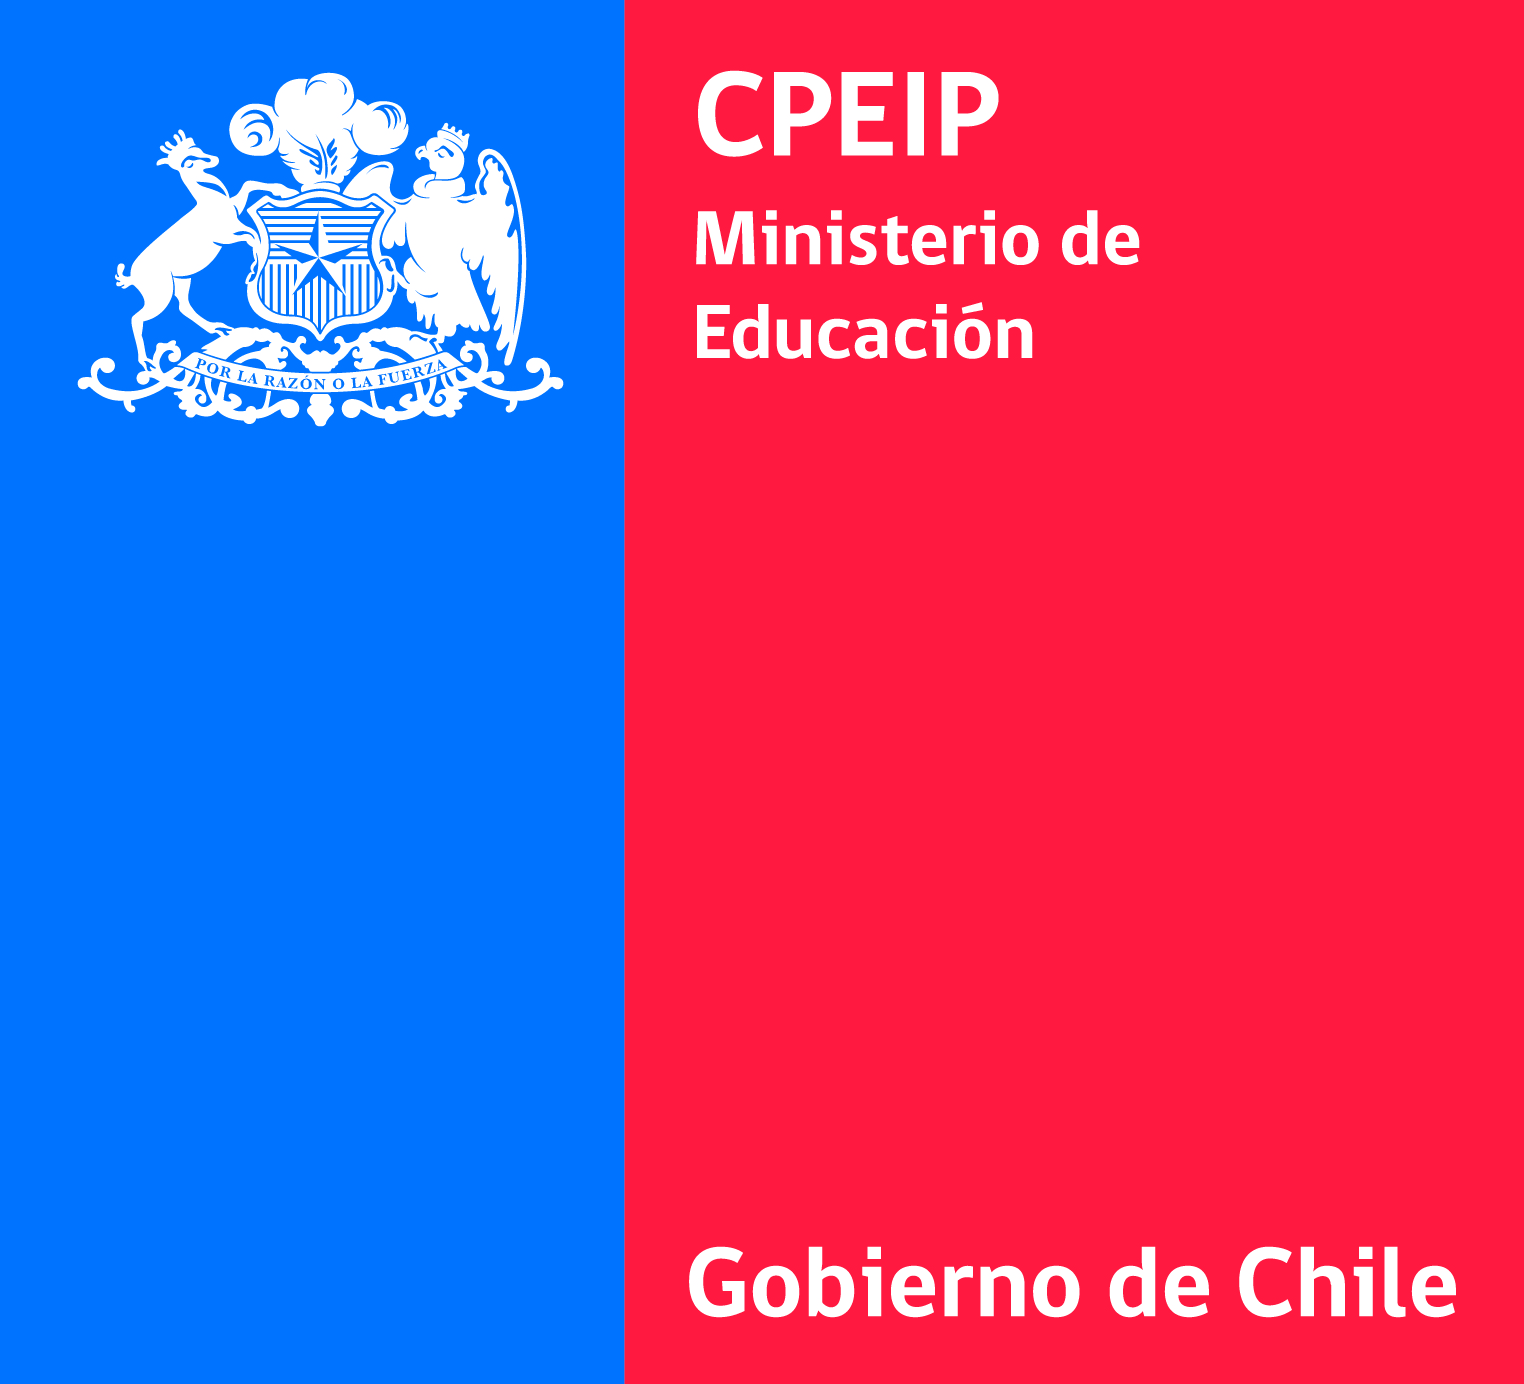 POR LA RAZÓN O LA FUERZA
CPEIP
Ministerio de
Educación
Gobierno de Chile